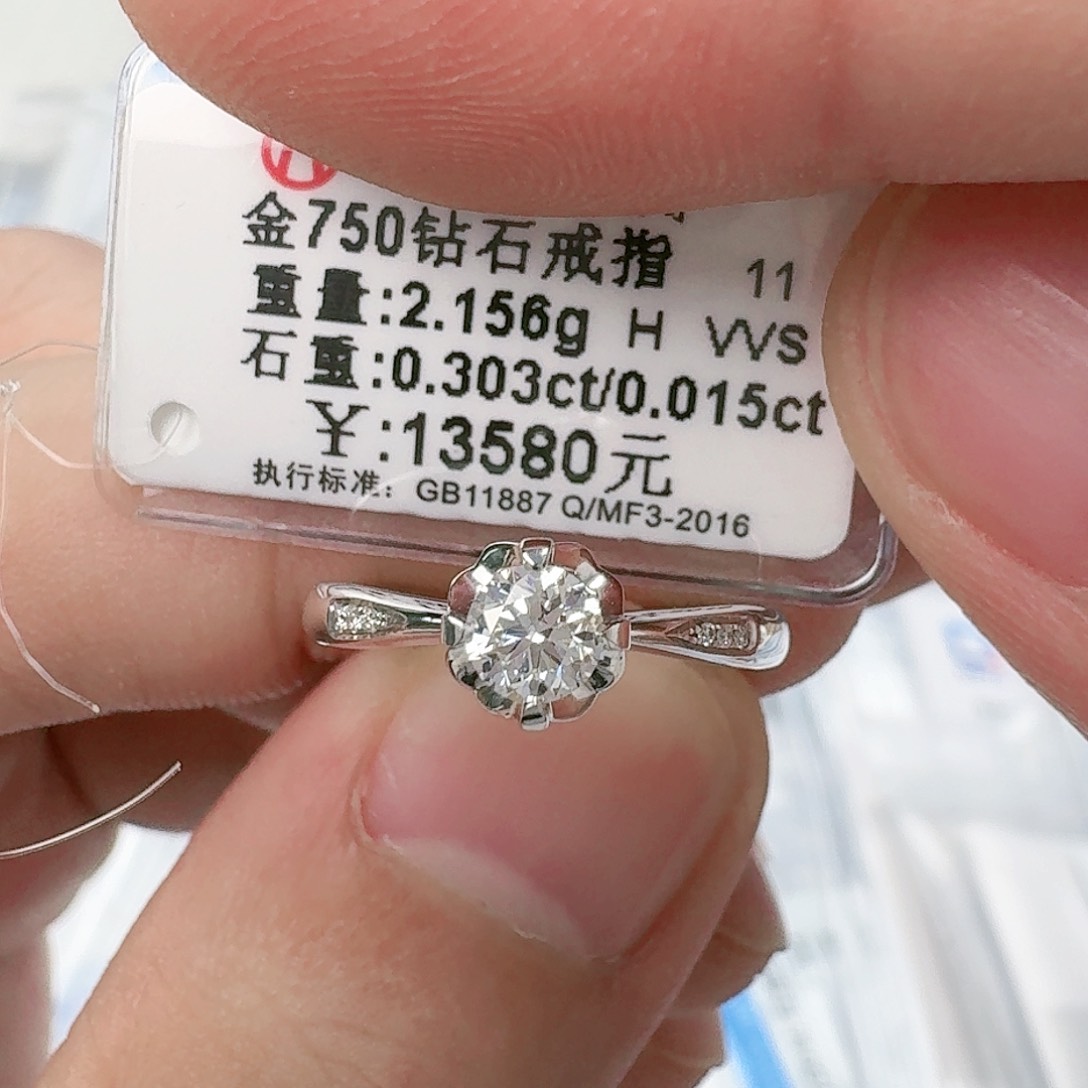 金750钻石戒指 11
重量:2.156g H VVS
石重:0.303ct/0.015ct
￥:13580元
执行标准：GB11887 Q/MF3-2016